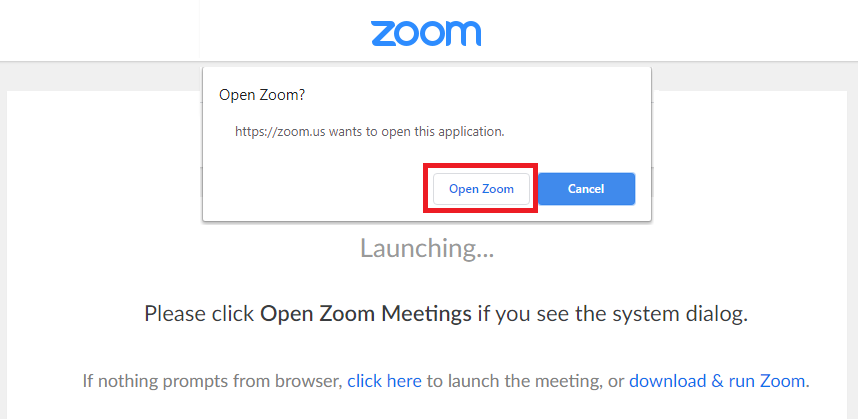 zoom
Open Zoom?
https://zoom.us wants to open this application.
Open Zoom Cancel
Launching...
Please click Open Zoom Meetings if you see the system dialog.
If nothing prompts from browser, click here to launch the meeting, or download & run Zoom.